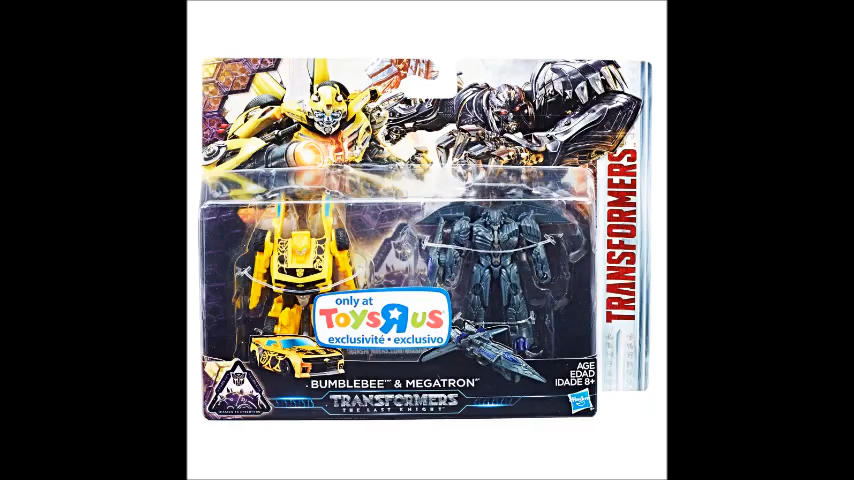 TRANSFORMERS
only at
TOYS R US
exclusivité • exclusivo
AGE
EDAD
IDADE 8+
BUMBLEBEE™ & MEGATRON™
TRANSFORMERS
THE LAST KNIGHT
Hasbro